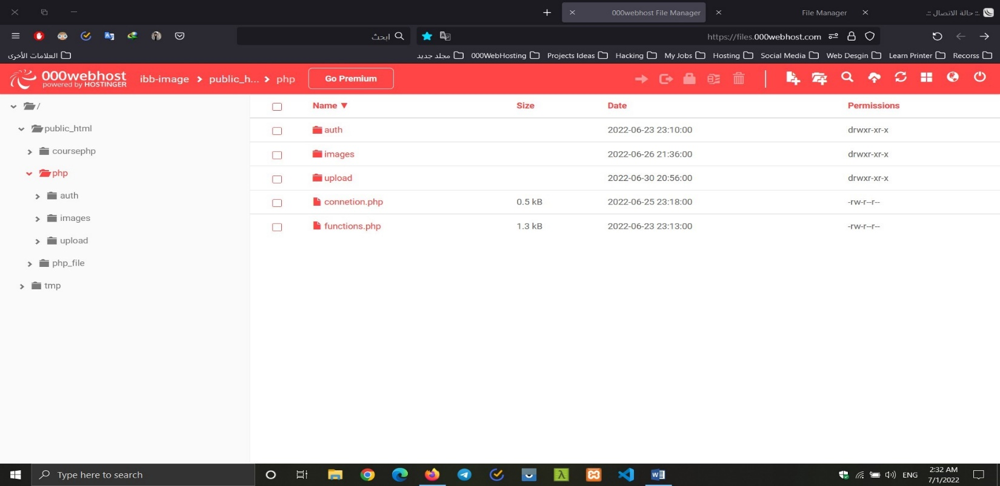 000webhost File Manager
File Manager
.:: حالة الاتصال ::.
ابحث
https://files.000webhost.com
العلامات الأخرى
مجلد جديد
000WebHosting
Projects Ideas
Hacking
My Jobs
Hosting
Social Media
Web Desgin
Learn Printer
Recorss
000webhost
powered by HOSTINGER
ibb-image > public_h... > php
Go Premium
/
public_html
coursephp
php
auth
images
upload
php_file
tmp
Name ▼ Size Date Permissions
auth 2022-06-23 23:10:00 drwxr-xr-x
images 2022-06-26 21:36:00 drwxr-xr-x
upload 2022-06-30 20:56:00 drwxr-xr-x
connetion.php 0.5 kB 2022-06-25 23:18:00 -rw-r--r--
functions.php 1.3 kB 2022-06-23 23:13:00 -rw-r--r--
Type here to search
ENG
2:32 AM
7/1/2022